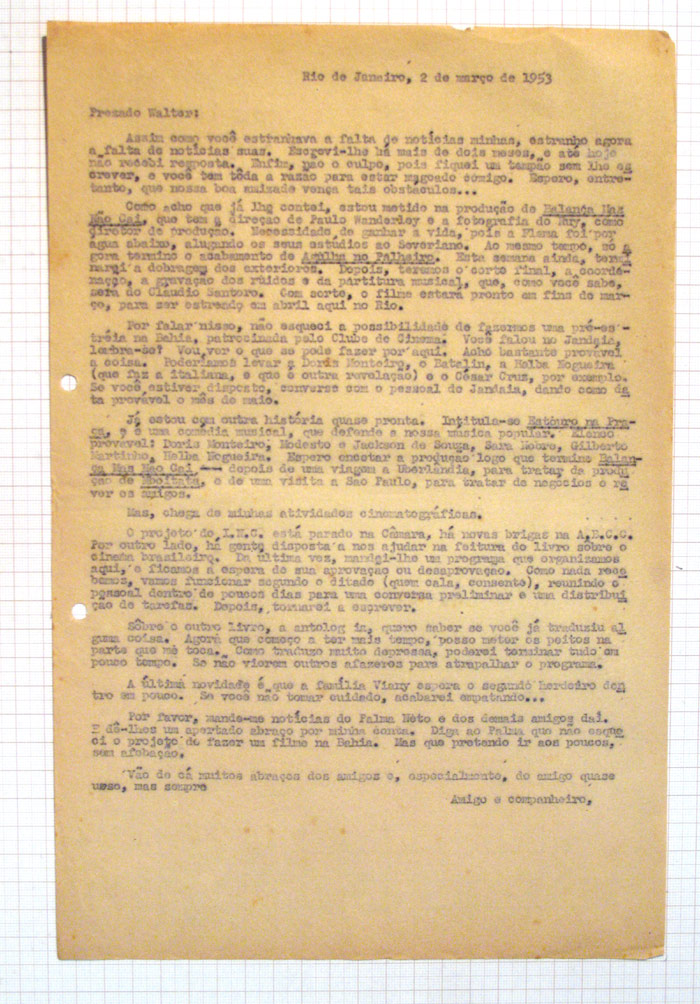 Rio de Janeiro, 2 de março de 1953
Prezado Walter:
Assim como você estranhava a falta de notícias minhas, estranho agora
a falta de notícias suas. Escrevi-lhe há mais de dois meses, e até hoje
não recebi resposta. Enfim, não o culpo, pois fiquei um tempão sem lhe es
crever, e você tem tôda a razão para estar magoado comigo. Espero, entre-
tanto, que nossa boa amizade vença tais obstáculos...
Como acho que já lhe contei, estou metido na produção de Balança Mas
Não Cai, que tem a direção de Paulo Wanderley e a fotografia do Ruy, como
diretor de produção. Necessidade de ganhar a vida, pois a Flama foi por
água abaixo, alugando os seus estúdios ao Severiano. Ao mesmo tempo, só a
gora termino o acabamento de Agulha no Palheiro. Esta semana ainda, termi
narei a dobragem dos exteriores. Depois, teremos o corte final, a coorde-
nação, a gravação dos ruídos e da partitura musical, que, como você sabe,
será do Cláudio Santoro. Com sorte, o filme estará pronto em fins de mar-
ço, para ser estreado em abril aqui no Rio.
Por falar nisso, não esqueci a possibilidade de fazermos uma pré-es-
tréia na Bahia, patrocinada pelo Clube de Cinema. Você falou no Jandaia,
lembra-se? Vou ver o que se pode fazer por aqui. Acho bastante provável
a coisa. Poderíamos levar a Doris Monteiro, o Batalin, a Helba Nogueira
(que faz a italiana, e que é outra revelação) e o César Cruz, por exemplo.
Se você estiver disposto, converse com o pessoal do Jandaia, dando como da
ta provável o mês de maio.
Já estou com outra história quase pronta. Intitula-se Estouro na Pra-
ça, e é uma comédia musical, que defende a nossa música popular. Elenco
provável: Doris Monteiro, Modesto e Jackson de Souza, Sara Nobre, Gilberto
Martinho, Helba Nogueira. Espero encetar a produção logo que termine Balan-
ça Mas Não Cai, -- depois de uma viagem a Uberlândia, para tratar da produ
ção de Mboitatá, e de uma visita a São Paulo, para tratar de negócios e re
ver os amigos.
Mas, chega de minhas atividades cinematográficas.
O projeto do I.N.C. está parado na Câmara, há novas brigas na A.B.C.C.
Por outro lado, há gente disposta a nos ajudar na feitura do livro sôbre o
cinema brasileiro. Da última vez, mandei-lhe um programa que organizamos
aqui, e ficamos à espera de sua aprovação ou desaprovação. Como nada rece
bemos, vamos funcionar segundo o ditado (quem cala, consente), reunindo o
pessoal dentro de poucos dias para uma conversa preliminar e uma distribui
ção de tarefas. Depois, tornarei a escrever.
Sôbre o outro livro, a antologia, quero saber se você já traduziu al
guma coisa. Agora que começo a ter mais tempo, posso meter os peitos na
parte que me toca. Como traduzo muito depressa, poderei terminar tudo em
pouco tempo. Se não vierem outros afazeres para atrapalhar o programa.
A última novidade é que a família Viany espera o segundo herdeiro den
tro em pouco. Se você não tomar cuidado, acabarei empatando...
Por favor, mande-me notícias do Palma Neto e dos demais amigos daí.
E dê-lhes um apertado abraço por minha conta. Diga ao Palma que não esque
ci o projeto de fazer um filme na Bahia. Mas que pretendo ir aos poucos,
sem afobação.
Vão de cá muitos abraços dos amigos e, especialmente, do amigo quase
urso, mas sempre
Amigo e companheiro,